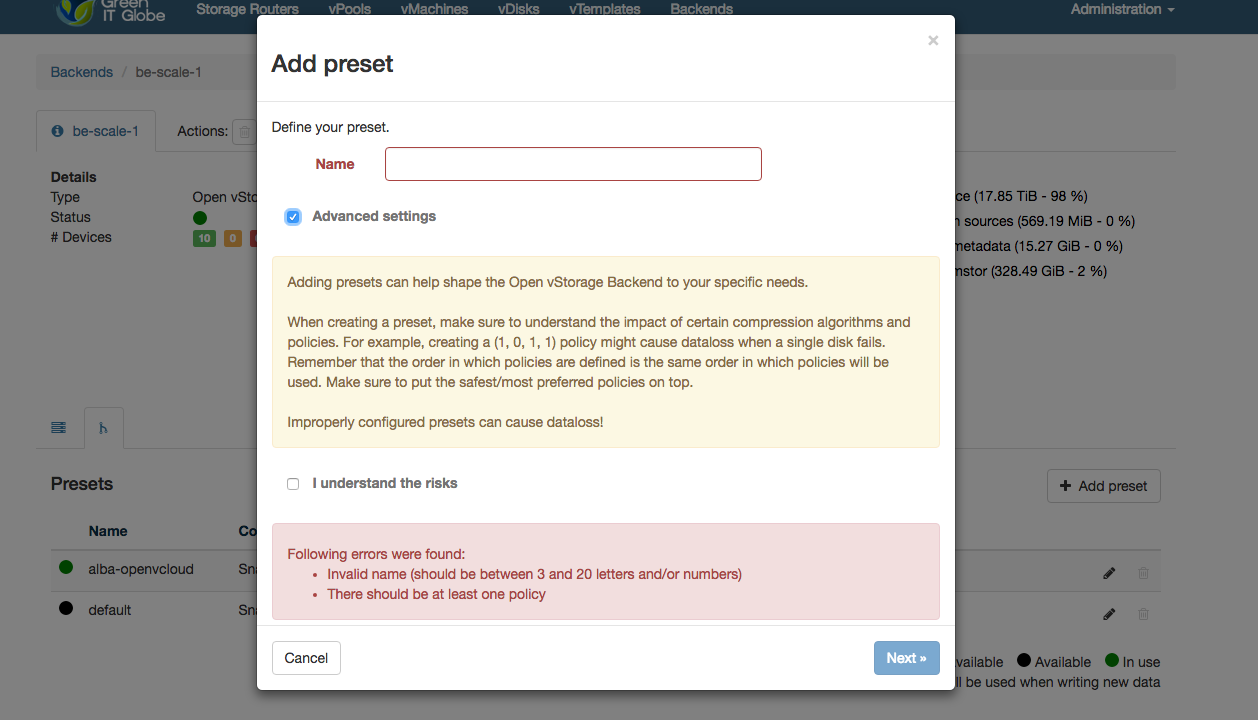 Green
IT Globe
Storage Routers vPools vMachines vDisks vTemplates Backends Administration
Backends / be-scale-1
be-scale-1 Actions:
Details
Type Open
Status
# Devices 10 0
(17.85 TiB - 98 %)
sources (569.19 MiB - 0 %)
metadata (15.27 GiB - 0 %)
(328.49 GiB - 2 %)
Add preset
×
Define your preset.
Name
Advanced settings
Adding presets can help shape the Open vStorage Backend to your specific needs.
When creating a preset, make sure to understand the impact of certain compression algorithms and
policies. For example, creating a (1, 0, 1, 1) policy might cause dataloss when a single disk fails.
Remember that the order in which policies are defined is the same order in which policies will be
used. Make sure to put the safest/most preferred policies on top.
Improperly configured presets can cause dataloss!
I understand the risks
Following errors were found:
• Invalid name (should be between 3 and 20 letters and/or numbers)
• There should be at least one policy
Cancel Next »
Presets
Add preset
Name
alba-openvcloud
default
Available In use
be used when writing new data